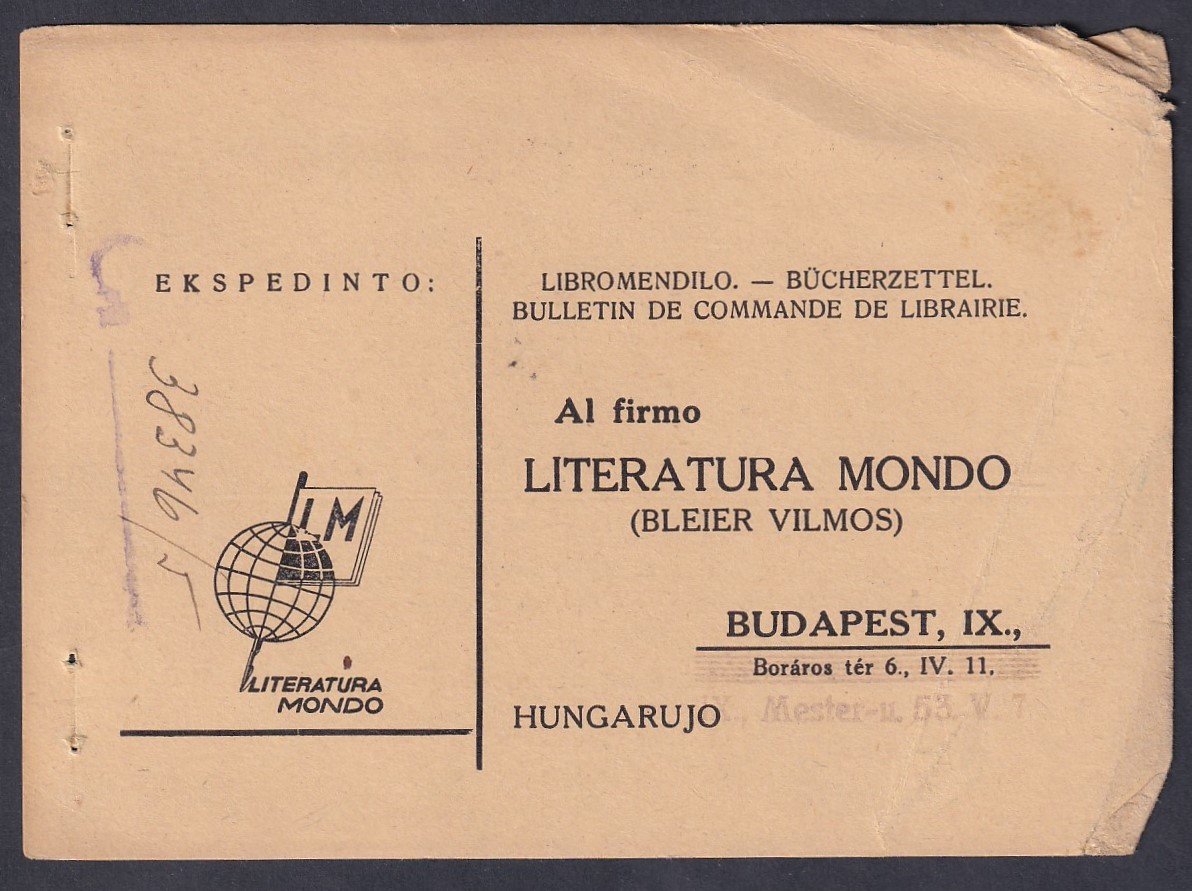 EKSPEDINTO:
38346/5
LM
LITERATURA
MONDO
LIBROMENDILO. — BÜCHERZETTEL.
BULLETIN DE COMMANDE DE LIBRAIRIE.
Al firmo
LITERATURA MONDO
(BLEIER VILMOS)
BUDAPEST, IX.,
Boráros tér 6., IV. 11.
IX., Mester-u. 53. V. 7
HUNGARUJO